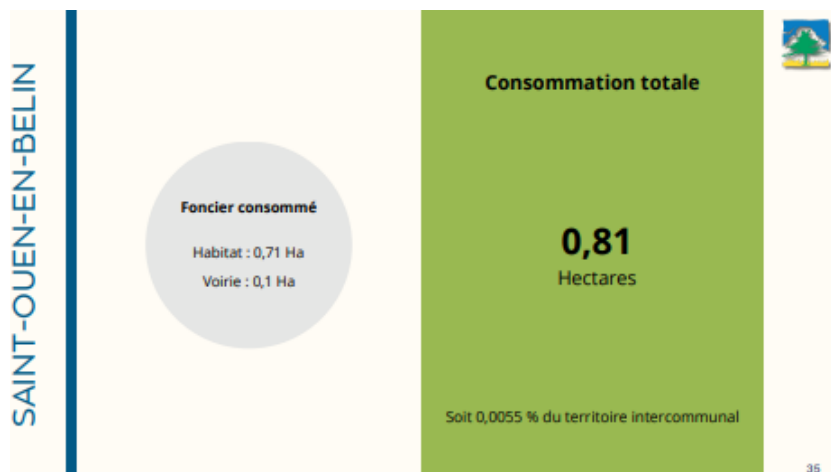 SAINT-OUEN-EN-BELIN
Foncier consommé
Habitat : 0,71 Ha
Voirie : 0,1 Ha
Consommation totale
0,81
Hectares
Soit 0,0055 % du territoire intercommunal
35